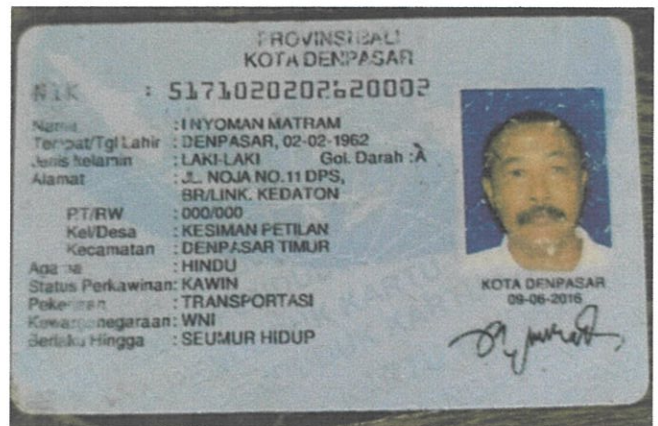 PROVINSI BALI
KOTA DENPASAR
NIK : 5171020202620002
Nama : I NYOMAN MATRAM
Tempat/Tgl Lahir : DENPASAR, 02-02-1962
Jenis kelamin : LAKI-LAKI Gol. Darah : A
Alamat : JL. NOJA NO.11 DPS,
BR/LINK. KEDATON
RT/RW : 000/000
Kel/Desa : KESIMAN PETILAN
Kecamatan : DENPASAR TIMUR
Agama : HINDU
Status Perkawinan: KAWIN
Pekerjaan : TRANSPORTASI
Kewarganegaraan: WNI
Berlaku Hingga : SEUMUR HIDUP
KOTA DENPASAR
09-06-2016